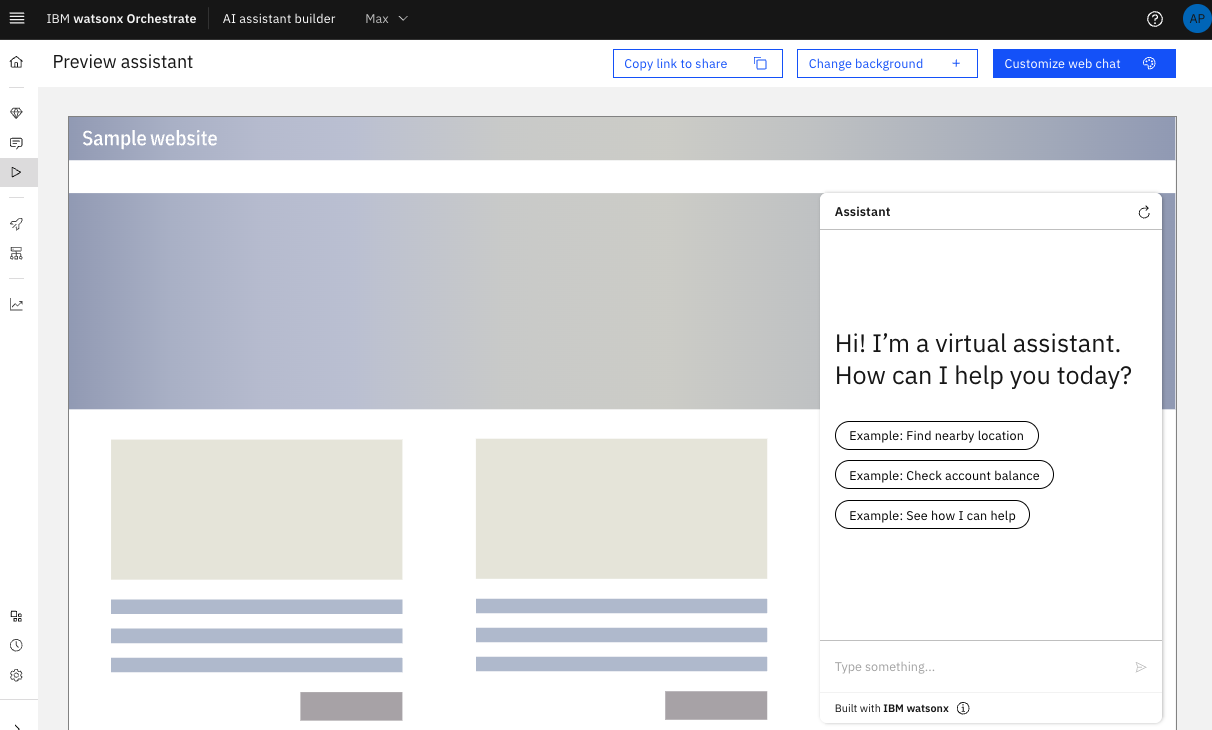 IBM watsonx Orchestrate
AI assistant builder
Max
AP
Preview assistant
Copy link to share
Change background
Customize web chat
Sample website
Assistant
Hi! I’m a virtual assistant.
How can I help you today?
Example: Find nearby location
Example: Check account balance
Example: See how I can help
Type something...
Built with IBM watsonx